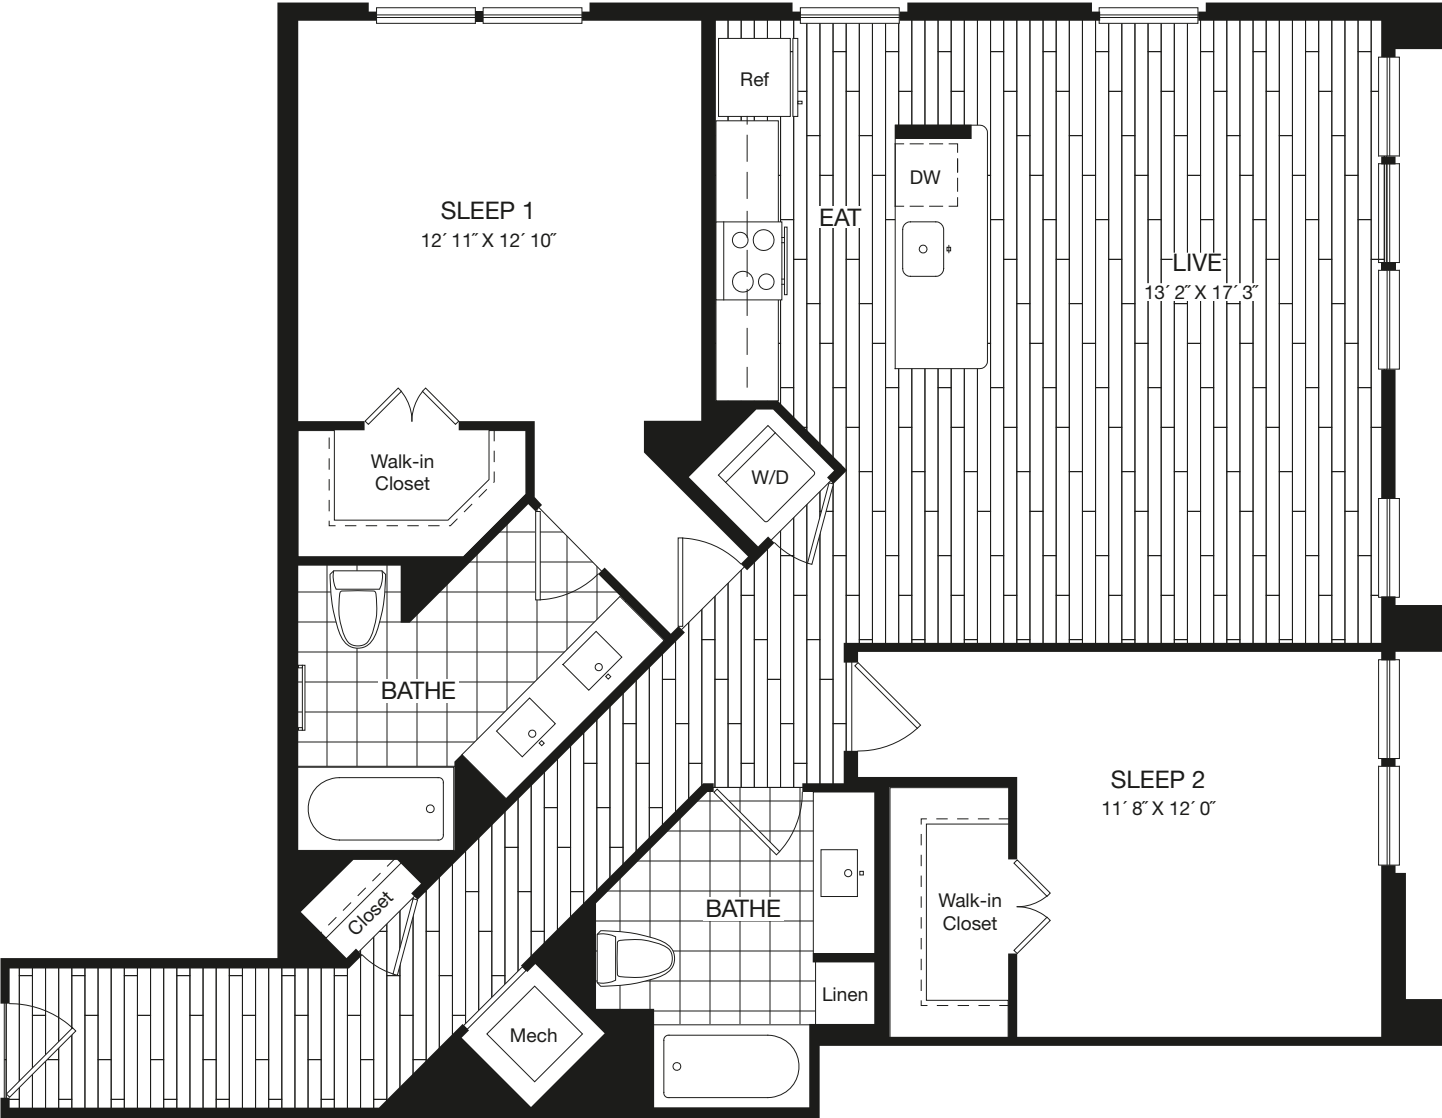 Ref
DW
SLEEP 1
12´ 11˝ X 12´ 10˝
EAT
LIVE
13´ 2˝ X 17´ 3˝
Walk-in
Closet
W/D
BATHE
SLEEP 2
11´ 8˝ X 12´ 0˝
Closet
BATHE
Walk-in
Closet
Linen
Mech